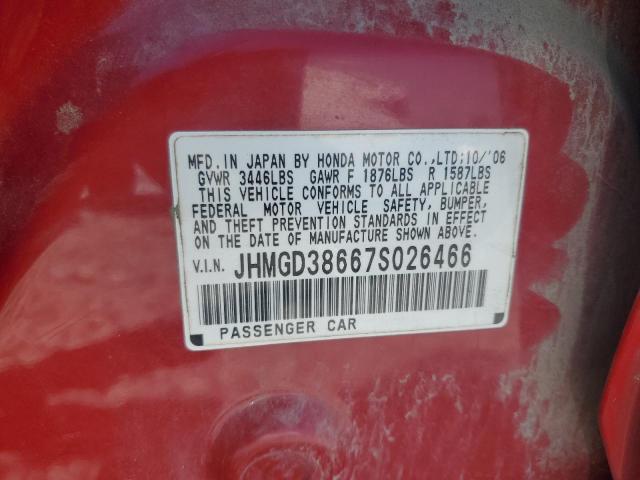 MFD. IN JAPAN BY HONDA MOTOR CO.,LTD;10/'06
GVWR 3446LBS GAWR F 1876LBS R 1587LBS
THIS VEHICLE CONFORMS TO ALL APPLICABLE
FEDERAL MOTOR VEHICLE SAFETY, BUMPER,
AND THEFT PREVENTION STANDARDS IN EFFECT
ON THE DATE OF MANUFACTURE SHOWN ABOVE.
V.I.N. JHMGD38667S026466
PASSENGER CAR